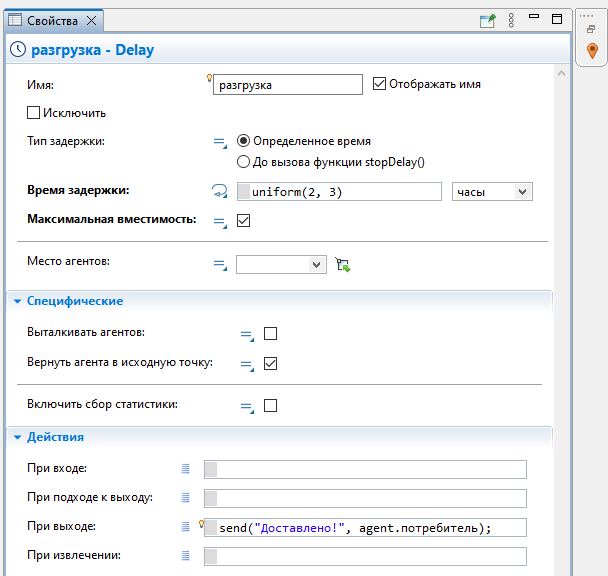 Свойства
разгрузка - Delay
Имя: разгрузка Отображать имя
Исключить
Тип задержки: Определенное время
До вызова функции stopDelay()
Время задержки: uniform(2, 3) часы
Максимальная вместимость:
Место агентов:
Специфические
Выталкивать агентов:
Вернуть агента в исходную точку:
Включить сбор статистики:
Действия
При входе:
При подходе к выходу:
При выходе: send("Доставлено!", agent.потребитель);
При извлечении: